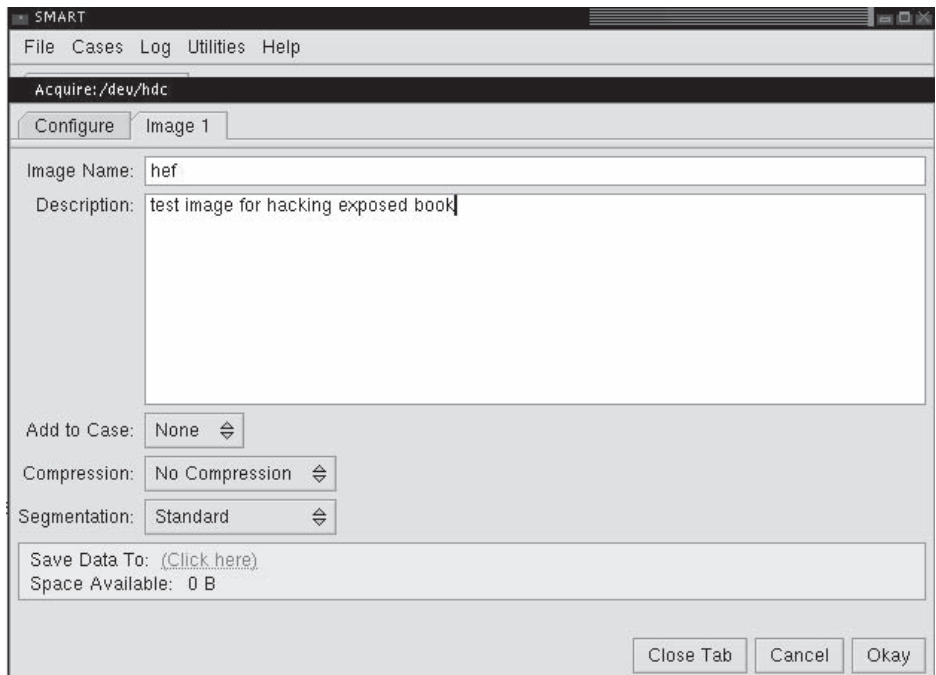 SMART
File Cases Log Utilities Help
Acquire:/dev/hdc
Configure Image 1
Image Name: hef
Description: test image for hacking exposed book
Add to Case: None
Compression: No Compression
Segmentation: Standard
Save Data To: (Click here)
Space Available: 0 B
Close Tab Cancel Okay